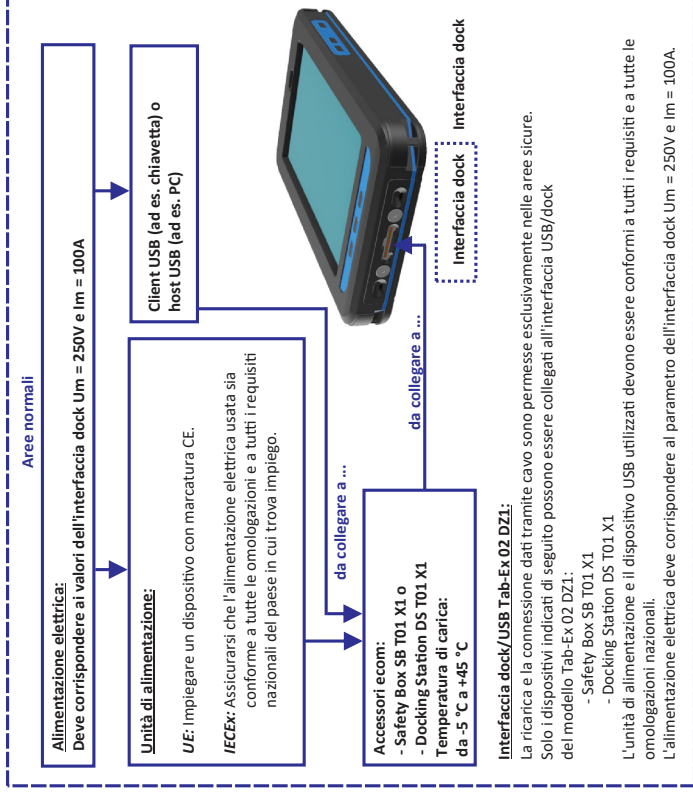 Aree normali
Alimentazione elettrica:
Deve corrispondere ai valori dell'interfaccia dock Um = 250V e Im = 100A
Unità di alimentazione:
UE: Impiegare un dispositivo con marcatura CE.
IECEx: Assicurarsi che l'alimentazione elettrica usata sia
conforme a tutte le omologazioni e a tutti i requisiti
nazionali del paese in cui trova impiego.
Client USB (ad es. chiavetta) o
host USB (ad es. PC)
da collegare a ...
Accessori ecom:
- Safety Box SB T01 X1 o
- Docking Station DS T01 X1
Temperatura di carica:
da -5 °C a +45 °C
da collegare a ...
Interfaccia dock
Interfaccia dock
Interfaccia dock/USB Tab-Ex 02 DZ1:
La ricarica e la connessione dati tramite cavo sono permesse esclusivamente nelle aree sicure.
Solo i dispositivi indicati di seguito possono essere collegati all'interfaccia USB/dock
del modello Tab-Ex 02 DZ1:
- Safety Box SB T01 X1
- Docking Station DS T01 X1
L'unità di alimentazione e il dispositivo USB utilizzati devono essere conformi a tutti i requisiti e a tutte le
omologazioni nazionali.
L'alimentazione elettrica deve corrispondere al parametro dell'interfaccia dock Um = 250V e Im = 100A.